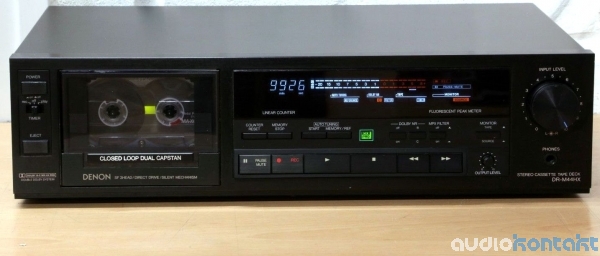 POWER
TIMER
EJECT
CLOSED LOOP DUAL CAPSTAN
DENON
9926
LINEAR COUNTER
FLUORESCENT PEAK METER
COUNTER RESET
MEMORY STOP
AUTO TUNING
START MEMORY/REF
DOLBY NR
MPX FILTER
MONITOR
PAUSE
MUTE
REC
INPUT LEVEL
PHONES
OUTPUT LEVEL
STEREO CASSETTE TAPE DECK
DR-M44HX
audiokontakt